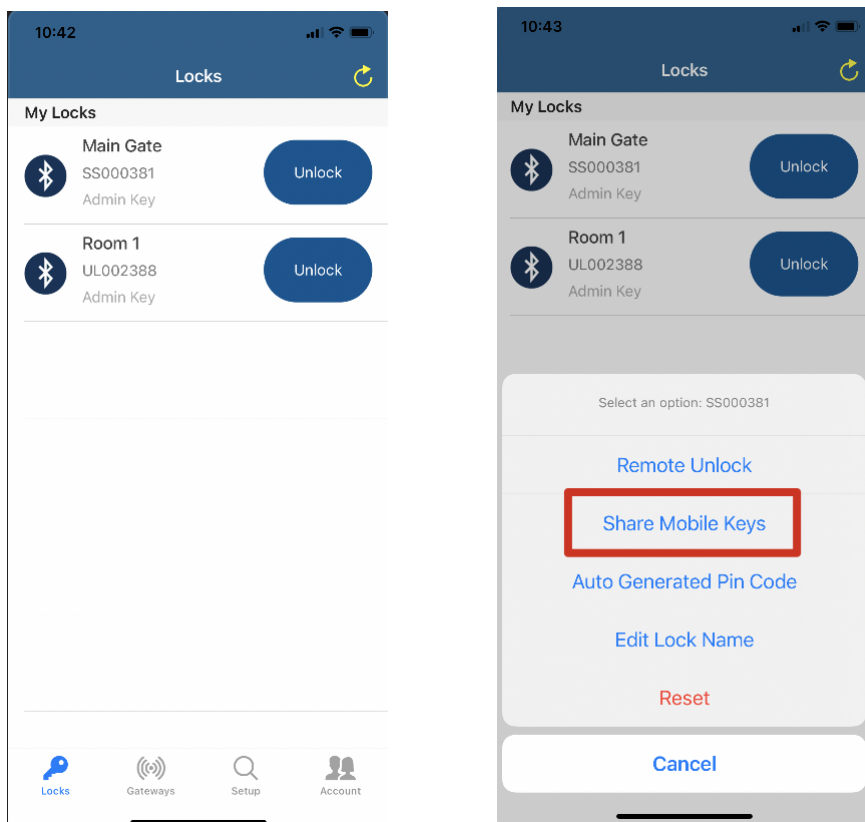 10:42
Locks
My Locks
Main Gate
SS000381
Admin Key
Unlock
Room 1
UL002388
Admin Key
Unlock
Locks
Gateways
Setup
Account
10:43
Locks
My Locks
Main Gate
SS000381
Admin Key
Unlock
Room 1
UL002388
Admin Key
Unlock
Select an option: SS000381
Remote Unlock
Share Mobile Keys
Auto Generated Pin Code
Edit Lock Name
Reset
Cancel